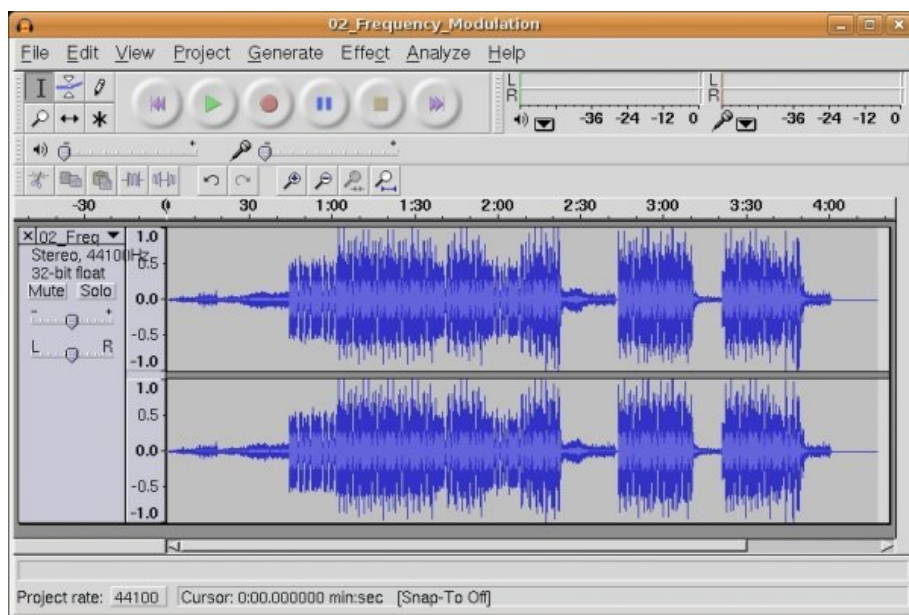 02_Frequency_Modulation
File Edit View Project Generate Effect Analyze Help
L
R
-36 -24 -12 0
L
R
-36 -24 -12 0
-30 0 30 1:00 1:30 2:00 2:30 3:00 3:30 4:00
02_Freq
Stereo, 44100Hz
32-bit float
Mute Solo
- +
L R
1.0
0.5
0.0
-0.5
-1.0
1.0
0.5
0.0
-0.5
-1.0
Project rate: 44100 Cursor: 0:00.000000 min:sec [Snap-To Off]